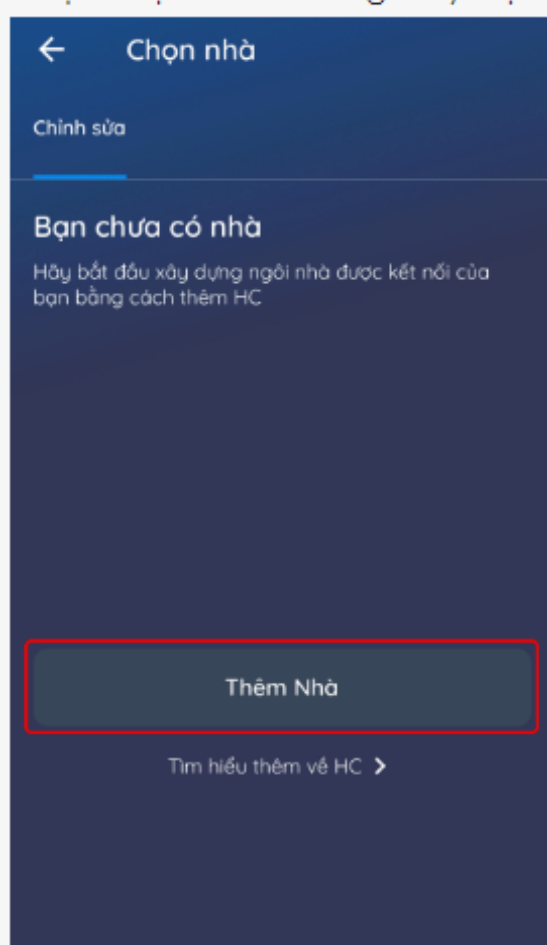 Chọn nhà
Chỉnh sửa
Bạn chưa có nhà
Hãy bắt đầu xây dựng ngôi nhà được kết nối của
bạn bằng cách thêm HC
Thêm Nhà
Tìm hiểu thêm về HC